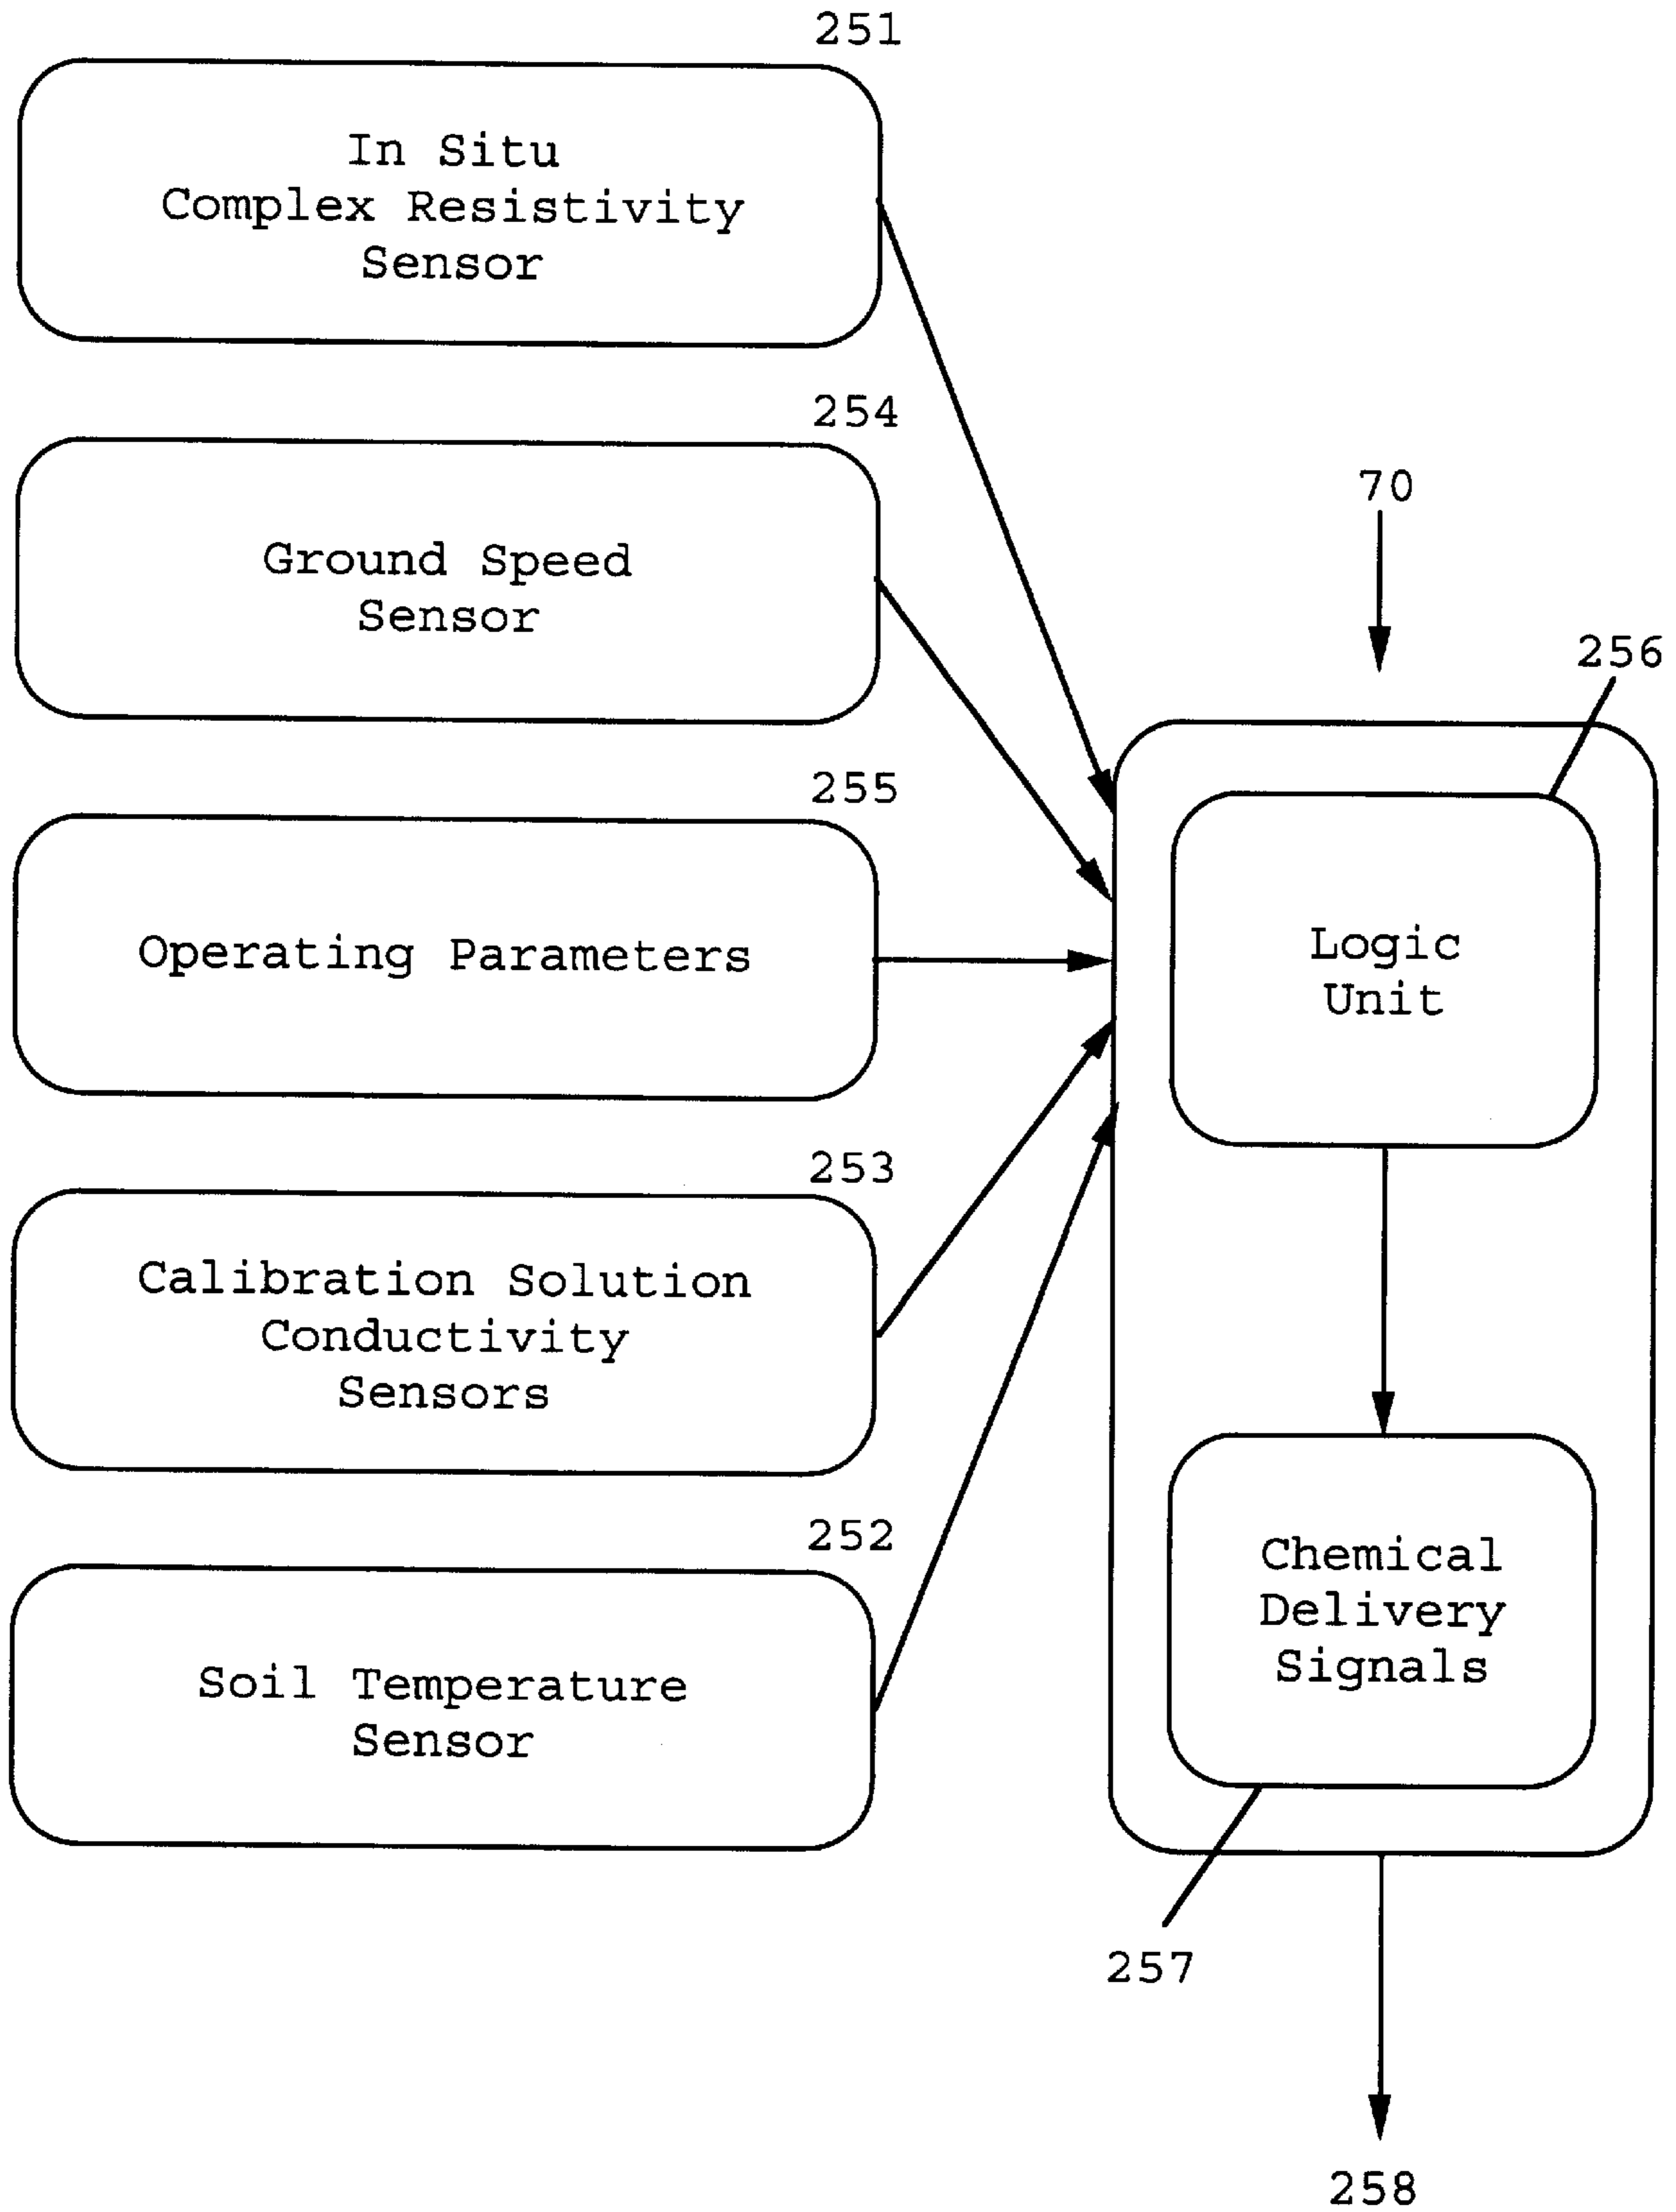 251
In Situ
Complex Resistivity
Sensor
254
Ground Speed
Sensor
255
Operating Parameters
253
Calibration Solution
Conductivity
Sensors
252
Soil Temperature
Sensor
70
256
Logic
Unit
Chemical
Delivery
Signals
257
258